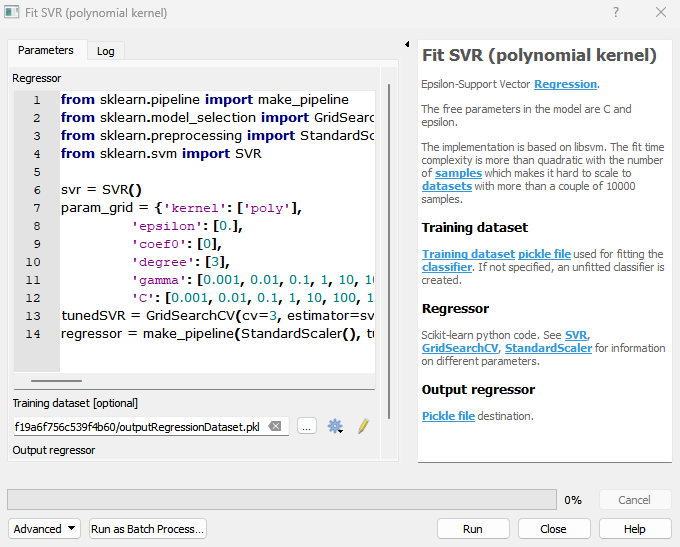 Fit SVR (polynomial kernel)
Parameters
Log
Regressor
1 from sklearn.pipeline import make_pipeline
2 from sklearn.model_selection import GridSearc
3 from sklearn.preprocessing import StandardSca
4 from sklearn.svm import SVR
5
6 svr = SVR()
7 param_grid = {'kernel': ['poly'],
8 'epsilon': [0.],
9 'coef0': [0],
10 'degree': [3],
11 'gamma': [0.001, 0.01, 0.1, 1, 10, 10
12 'C': [0.001, 0.01, 0.1, 1, 10, 100, 1
13 tunedSVR = GridSearchCV(cv=3, estimator=sv
14 regressor = make_pipeline(StandardScaler(), tu
Training dataset [optional]
f19a6f756c539f4b60/outputRegressionDataset.pkl
...
Output regressor
Fit SVR (polynomial kernel)
Epsilon-Support Vector Regression.
The free parameters in the model are C and
epsilon.
The implementation is based on libsvm. The fit time
complexity is more than quadratic with the number
of samples which makes it hard to scale to
datasets with more than a couple of 10000
samples.
Training dataset
Training dataset pickle file used for fitting the
classifier. If not specified, an unfitted classifier is
created.
Regressor
Scikit-learn python code. See SVR,
GridSearchCV, StandardScaler for information
on different parameters.
Output regressor
Pickle file destination.
0%
Cancel
Advanced
Run as Batch Process...
Run
Close
Help